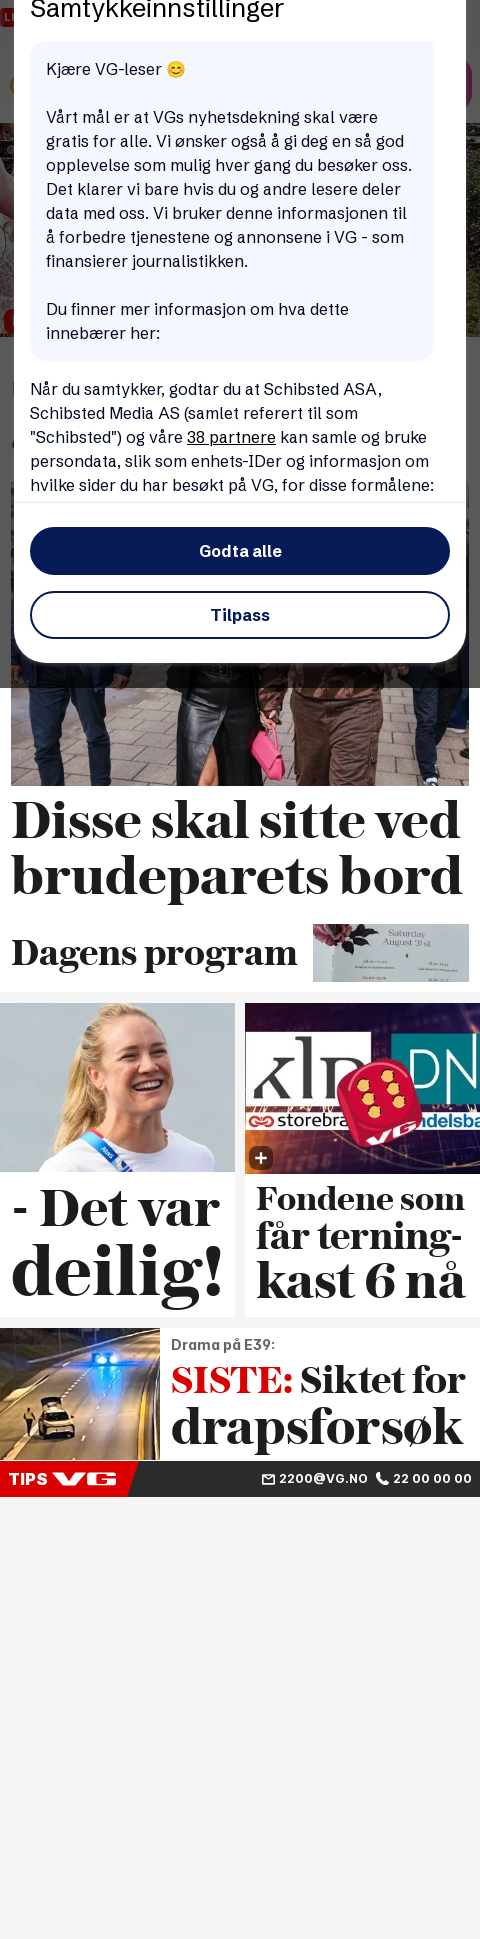 Samtykkeinnstillinger
Kjære VG-leser 😊
Vårt mål er at VGs nyhetsdekning skal være
gratis for alle. Vi ønsker også å gi deg en så god
opplevelse som mulig hver gang du besøker oss.
Det klarer vi bare hvis du og andre lesere deler
data med oss. Vi bruker denne informasjonen til
å forbedre tjenestene og annonsene i VG - som
finansierer journalistikken.
Du finner mer informasjon om hva dette
innebærer her:
Når du samtykker, godtar du at Schibsted ASA,
Schibsted Media AS (samlet referert til som
"Schibsted") og våre 38 partnere kan samle og bruke
persondata, slik som enhets-IDer og informasjon om
hvilke sider du har besøkt på VG, for disse formålene:
Godta alle
Tilpass
Disse skal sitte ved
brudeparets bord
Dagens program
Saturday
August 31st
kln
DN
storebra
ndelsba
VG
- Det var
deilig!
Fondene som
får terning-
kast 6 nå
Drama på E39:
SISTE: Siktet for
drapsforsøk
TIPS VG
2200@VG.NO
22 00 00 00